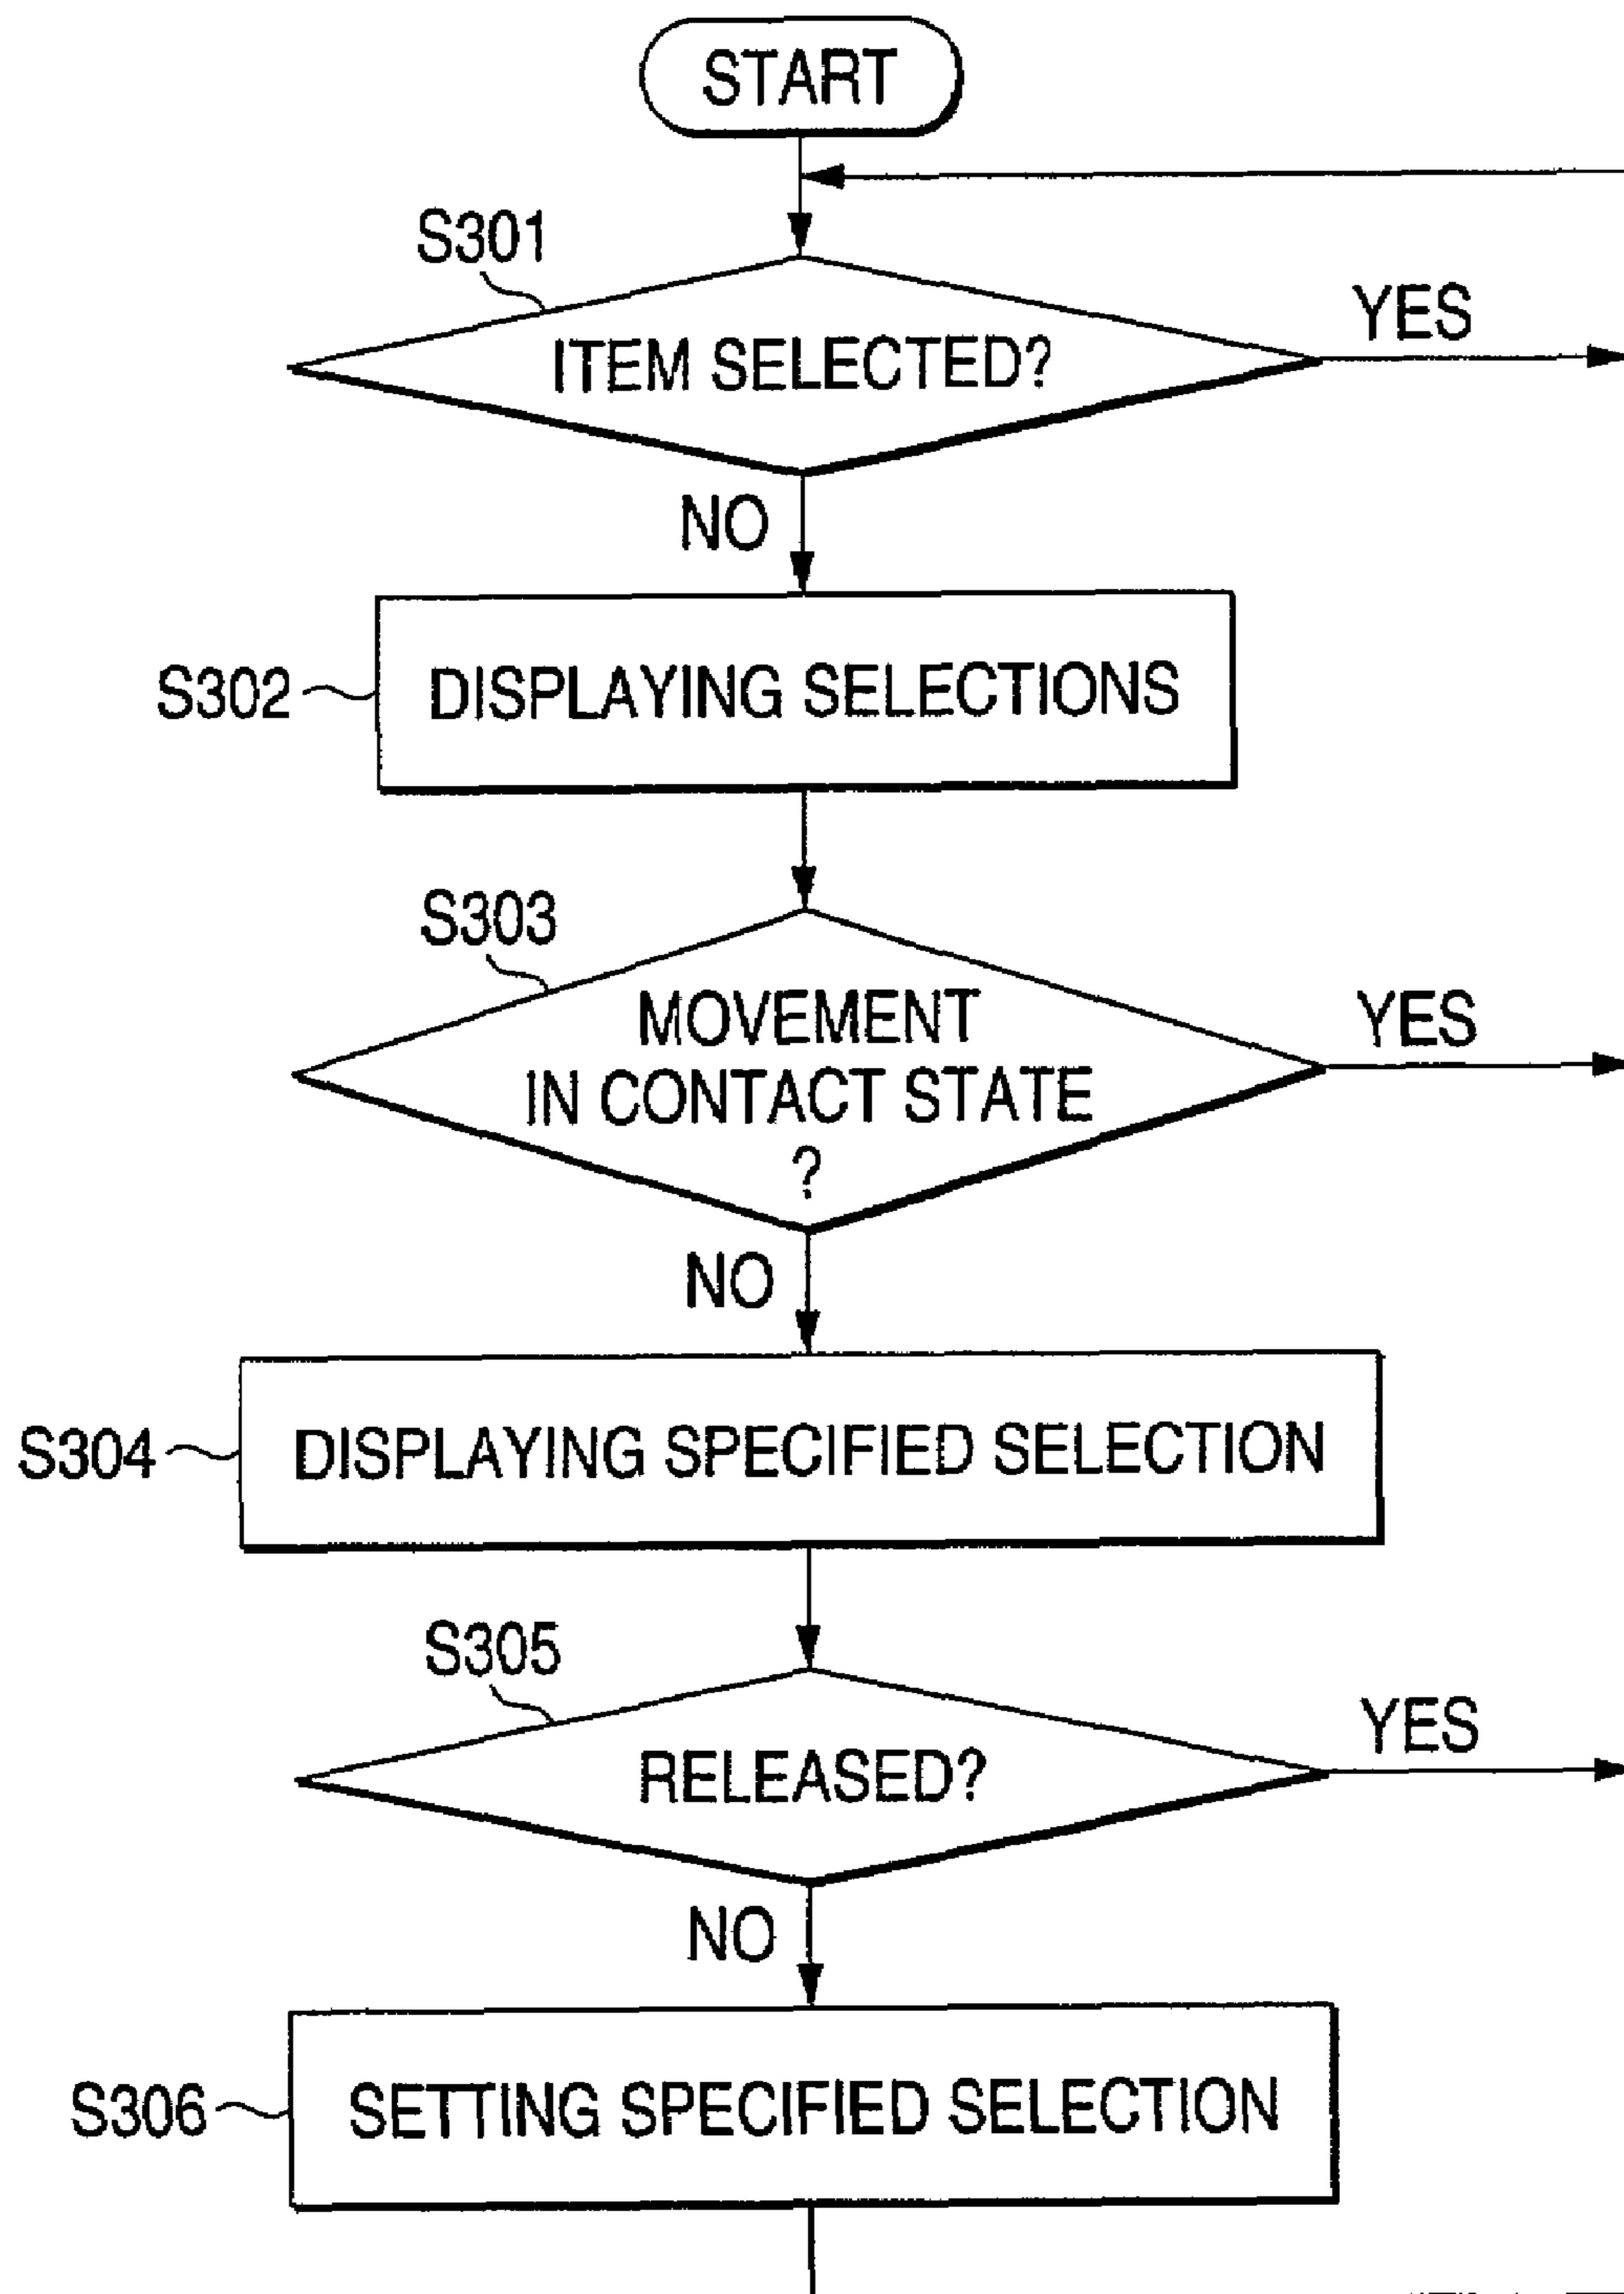 START
S301
ITEM SELECTED?
YES
NO
S302
DISPLAYING SELECTIONS
S303
MOVEMENT
IN CONTACT STATE
?
YES
NO
S304
DISPLAYING SPECIFIED SELECTION
S305
RELEASED?
YES
NO
S306
SETTING SPECIFIED SELECTION